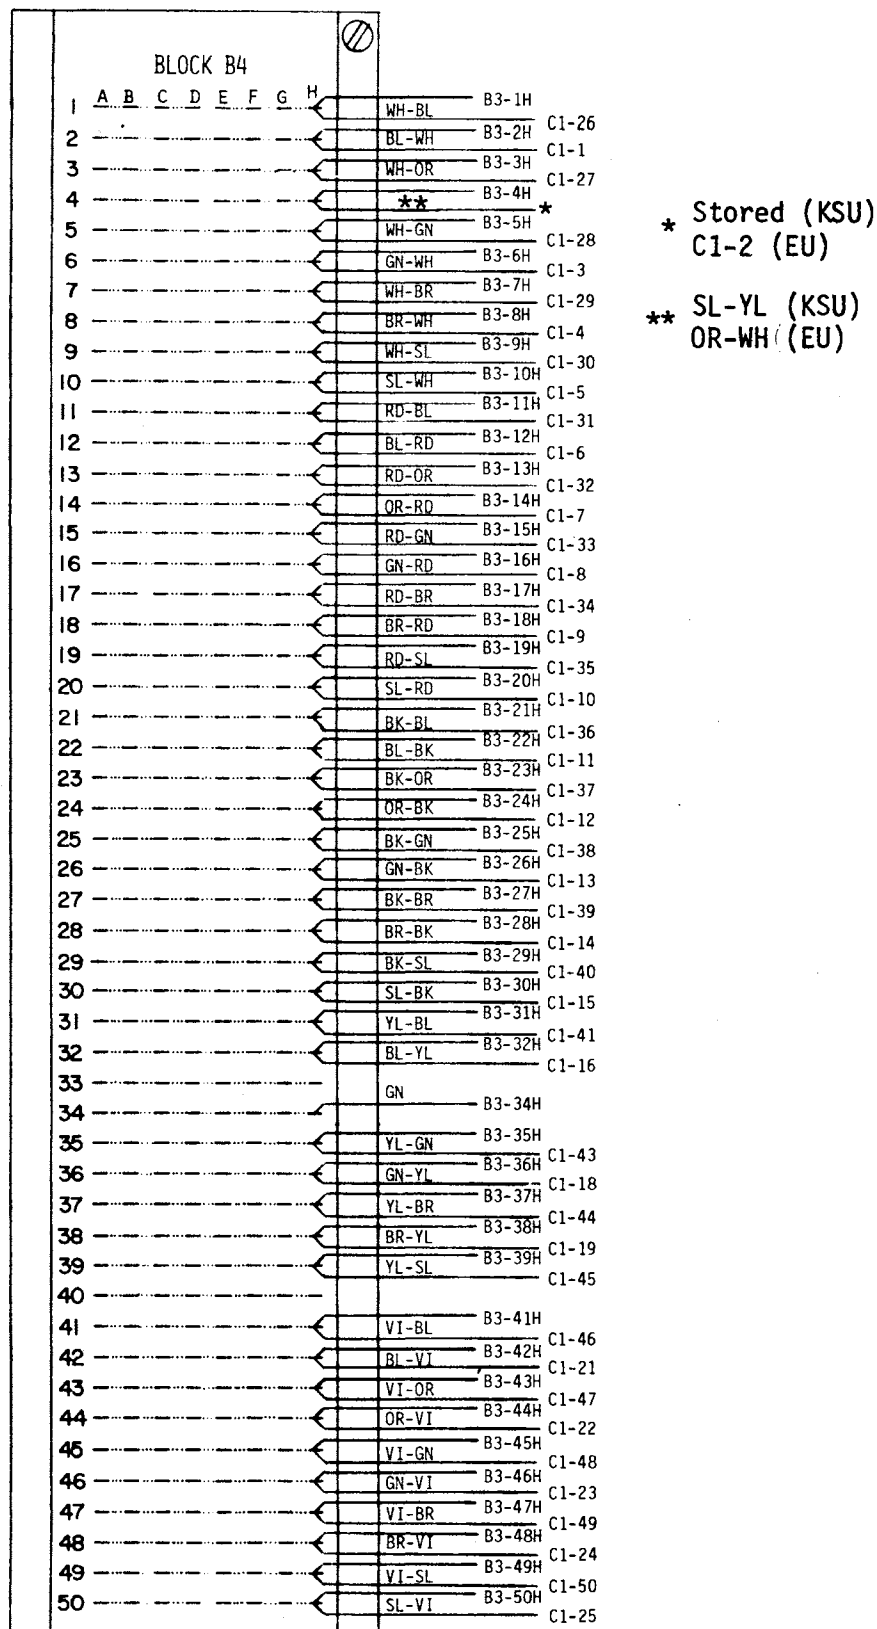 BLOCK B4
A B C D E F G H
1 WH-BL B3-1H C1-26
2 BL-WH B3-2H C1-1
3 WH-OR B3-3H C1-27
4 ** B3-4H *
5 WH-GN B3-5H C1-28
6 GN-WH B3-6H C1-3
7 WH-BR B3-7H C1-29
8 BR-WH B3-8H C1-4
9 WH-SL B3-9H C1-30
10 SL-WH B3-10H C1-5
11 RD-BL B3-11H C1-31
12 BL-RD B3-12H C1-6
13 RD-OR B3-13H C1-32
14 OR-RD B3-14H C1-7
15 RD-GN B3-15H C1-33
16 GN-RD B3-16H C1-8
17 RD-BR B3-17H C1-34
18 BR-RD B3-18H C1-9
19 RD-SL B3-19H C1-35
20 SL-RD B3-20H C1-10
21 BK-BL B3-21H C1-36
22 BL-BK B3-22H C1-11
23 BK-OR B3-23H C1-37
24 OR-BK B3-24H C1-12
25 BK-GN B3-25H C1-38
26 GN-BK B3-26H C1-13
27 BK-BR B3-27H C1-39
28 BR-BK B3-28H C1-14
29 BK-SL B3-29H C1-40
30 SL-BK B3-30H C1-15
31 YL-BL B3-31H C1-41
32 BL-YL B3-32H C1-16
33
34 GN B3-34H
35 YL-GN B3-35H C1-43
36 GN-YL B3-36H C1-18
37 YL-BR B3-37H C1-44
38 BR-YL B3-38H C1-19
39 YL-SL B3-39H C1-45
40
41 VI-BL B3-41H C1-46
42 BL-VI B3-42H C1-21
43 VI-OR B3-43H C1-47
44 OR-VI B3-44H C1-22
45 VI-GN B3-45H C1-48
46 GN-VI B3-46H C1-23
47 VI-BR B3-47H C1-49
48 BR-VI B3-48H C1-24
49 VI-SL B3-49H C1-50
50 SL-VI B3-50H C1-25
* Stored (KSU)
C1-2 (EU)
** SL-YL (KSU)
OR-WH (EU)